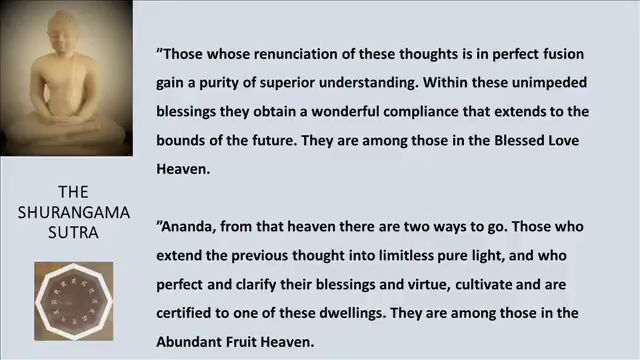 THE
SHURANGAMA
SUTRA
”Those whose renunciation of these thoughts is in perfect fusion
gain a purity of superior understanding. Within these unimpeded
blessings they obtain a wonderful compliance that extends to the
bounds of the future. They are among those in the Blessed Love
Heaven.
”Ananda, from that heaven there are two ways to go. Those who
extend the previous thought into limitless pure light, and who
perfect and clarify their blessings and virtue, cultivate and are
certified to one of these dwellings. They are among those in the
Abundant Fruit Heaven.